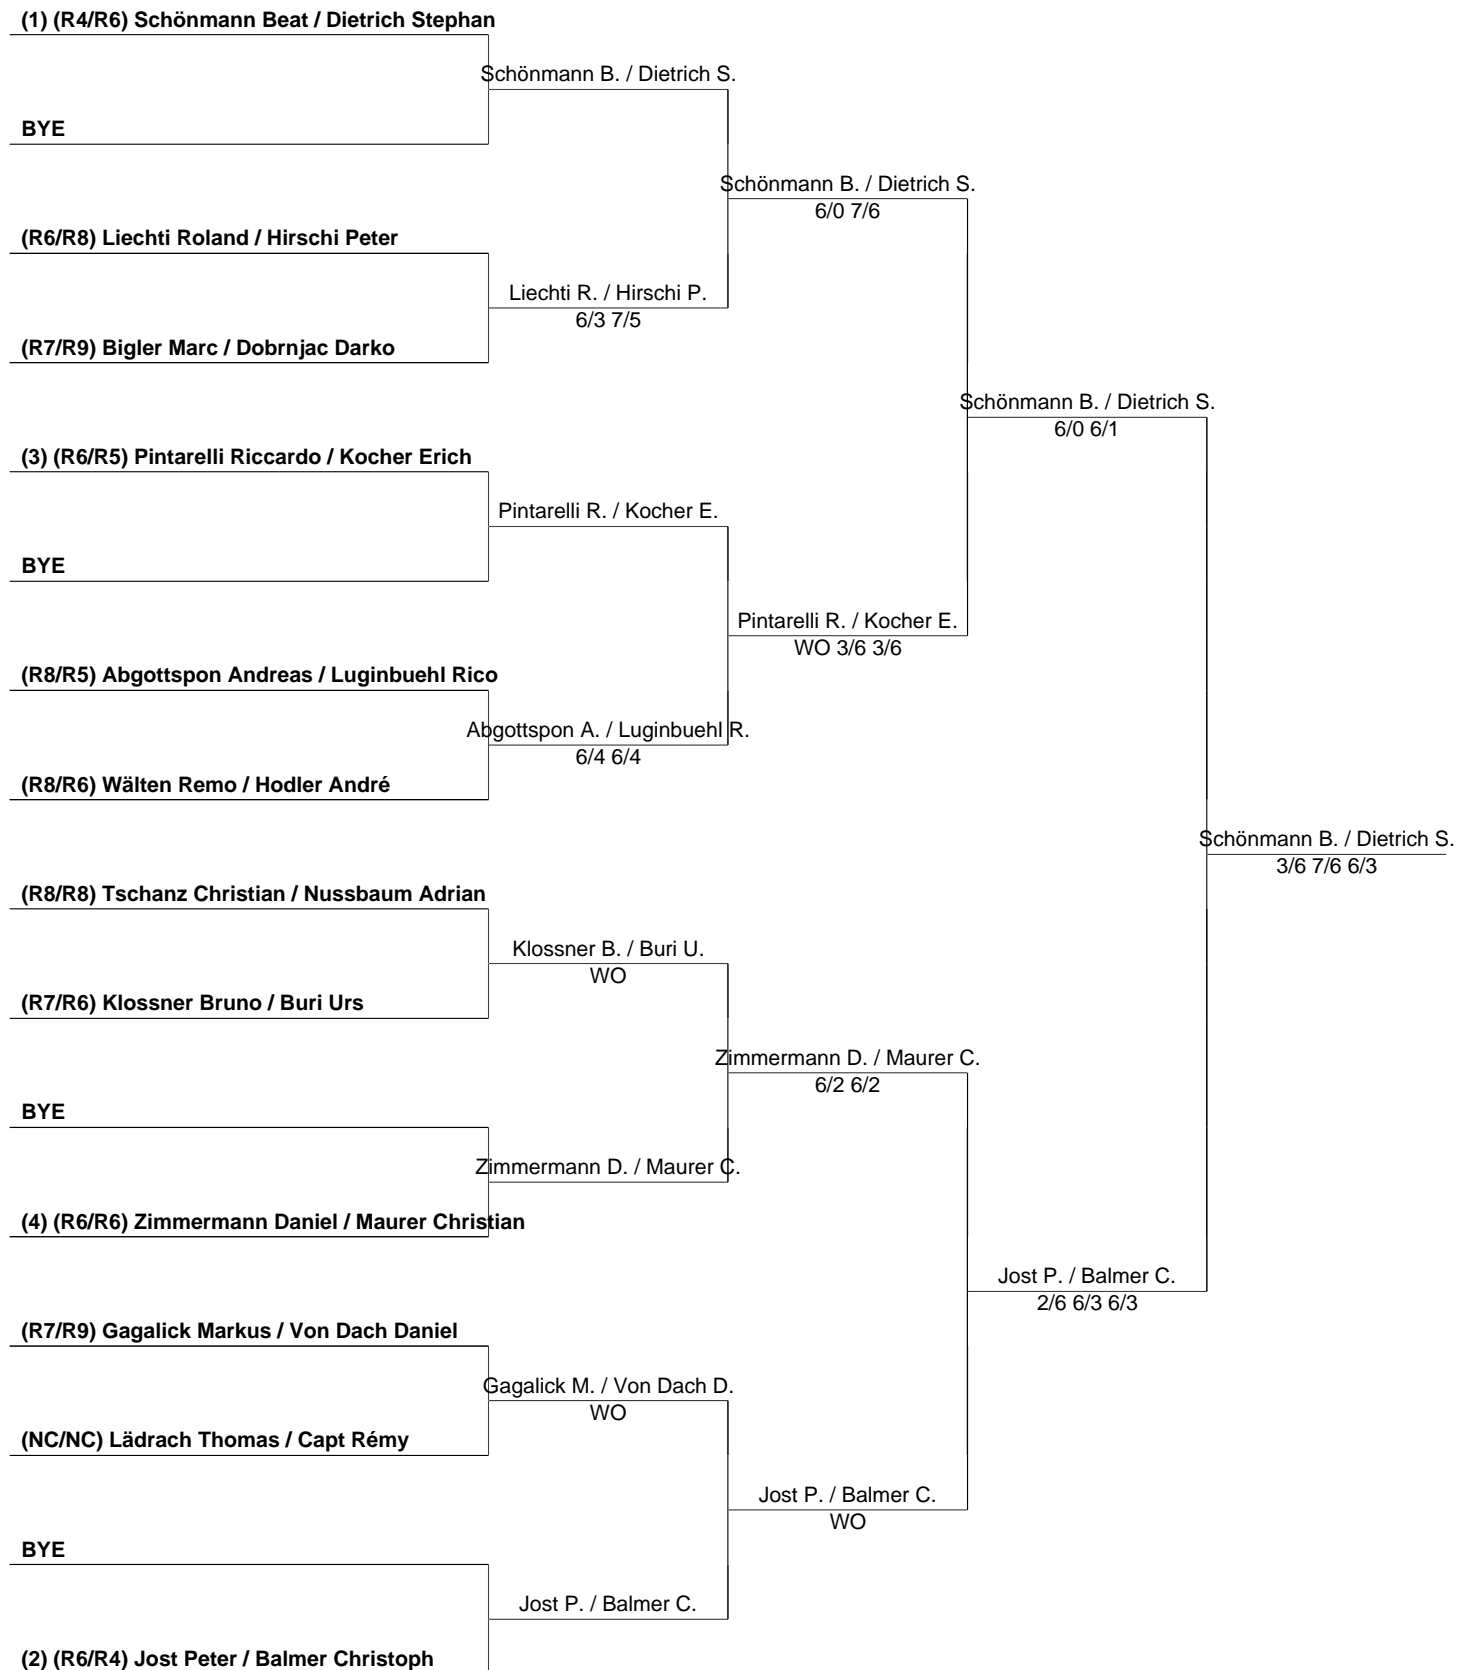 (1) (R4/R6) Schönmann Beat / Dietrich Stephan
Schönmann B. / Dietrich S.
BYE
Schönmann B. / Dietrich S.
6/0 7/6
(R6/R8) Liechti Roland / Hirschi Peter
Liechti R. / Hirschi P.
6/3 7/5
(R7/R9) Bigler Marc / Dobrnjac Darko
Schönmann B. / Dietrich S.
6/0 6/1
(3) (R6/R5) Pintarelli Riccardo / Kocher Erich
Pintarelli R. / Kocher E.
BYE
Pintarelli R. / Kocher E.
WO 3/6 3/6
(R8/R5) Abgottspon Andreas / Luginbuehl Rico
Abgottspon A. / Luginbuehl R.
6/4 6/4
(R8/R6) Wälten Remo / Hodler André
Schönmann B. / Dietrich S.
3/6 7/6 6/3
(R8/R8) Tschanz Christian / Nussbaum Adrian
Klossner B. / Buri U.
WO
(R7/R6) Klossner Bruno / Buri Urs
Zimmermann D. / Maurer C.
6/2 6/2
BYE
Zimmermann D. / Maurer C.
(4) (R6/R6) Zimmermann Daniel / Maurer Christian
Jost P. / Balmer C.
2/6 6/3 6/3
(R7/R9) Gagalick Markus / Von Dach Daniel
Gagalick M. / Von Dach D.
WO
(NC/NC) Lädrach Thomas / Capt Rémy
Jost P. / Balmer C.
WO
BYE
Jost P. / Balmer C.
(2) (R6/R4) Jost Peter / Balmer Christoph